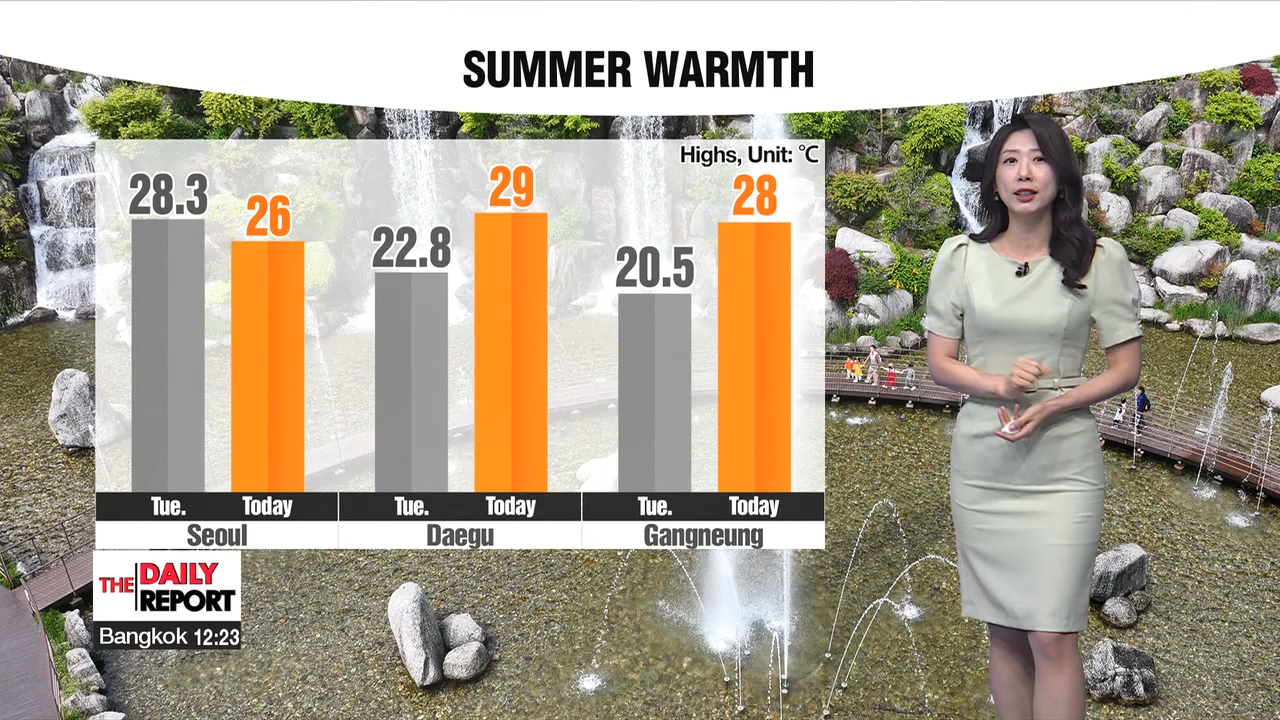 SUMMER WARMTH
Highs, Unit: ℃
28.3
26
22.8
29
20.5
28
Tue. Today Tue. Today Tue. Today
Seoul Daegu Gangneung
THE DAILY REPORT
Bangkok 12:23